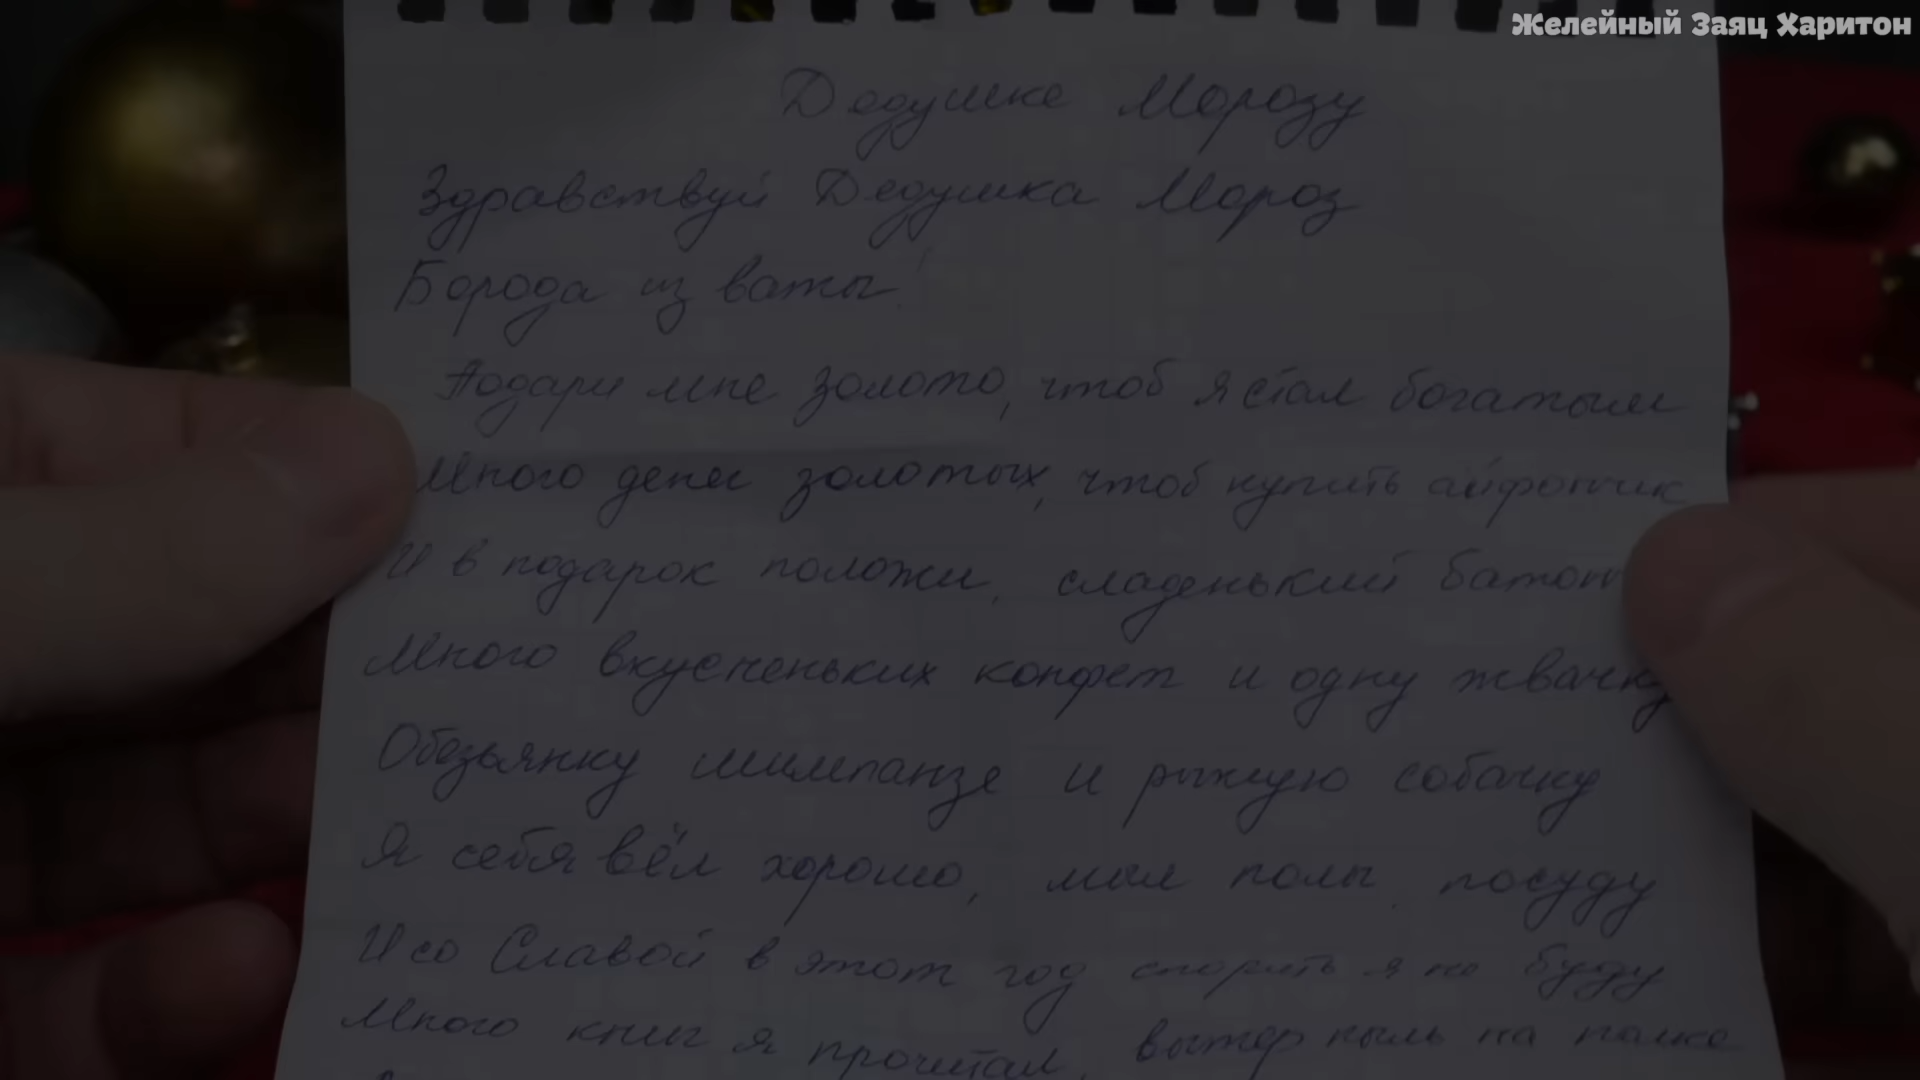 Желейный Заяц Харитон
Дедушке Морозу
Здравствуй Дедушка Мороз
Борода из ваты!
Подари мне золото, чтоб я стал богатым
Много денег золотых, чтоб купить айфончик
И в подарок положи, сладенький
Много вкусненьких конфет и одну жвачку
Обезьянку шимпанзе и рыжую собачку
Я себя вёл хорошо, мыл полы, посуду
И со Славой в этот год спорить я не буду
Много книг я прочитал, вытер пыль на полке